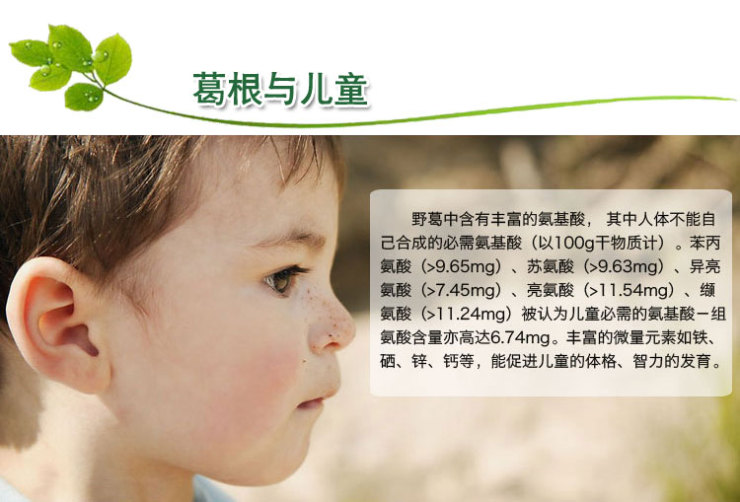 葛根与儿童
野葛中含有丰富的氨基酸， 其中人体不能自
己合成的必需氨基酸（以100g干物质计）。苯丙
氨酸（>9.65mg）、苏氨酸（>9.63mg）、异亮
氨酸（>7.45mg）、亮氨酸（>11.54mg）、缬
氨酸（>11.24mg）被认为儿童必需的氨基酸－组
氨酸含量亦高达6.74mg。丰富的微量元素如铁、
硒、锌、钙等，能促进儿童的体格、智力的发育。